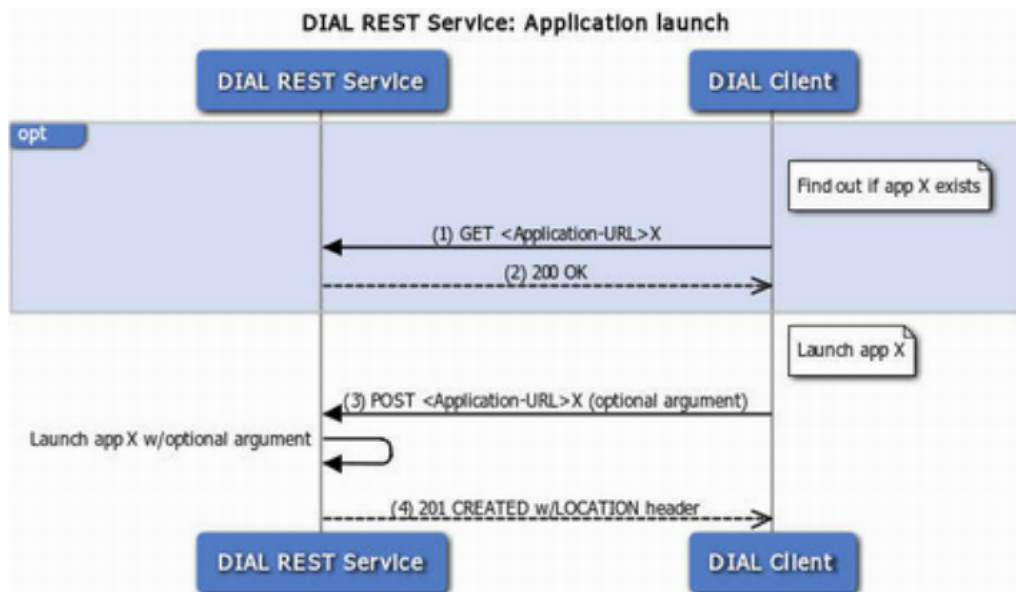 DIAL REST Service: Application launch
DIAL REST Service
DIAL Client
opt
Find out if app X exists
(1) GET <Application-URL>X
(2) 200 OK
Launch app X
(3) POST <Application-URL>X (optional argument)
Launch app X w/optional argument
(4) 201 CREATED w/LOCATION header
DIAL REST Service
DIAL Client